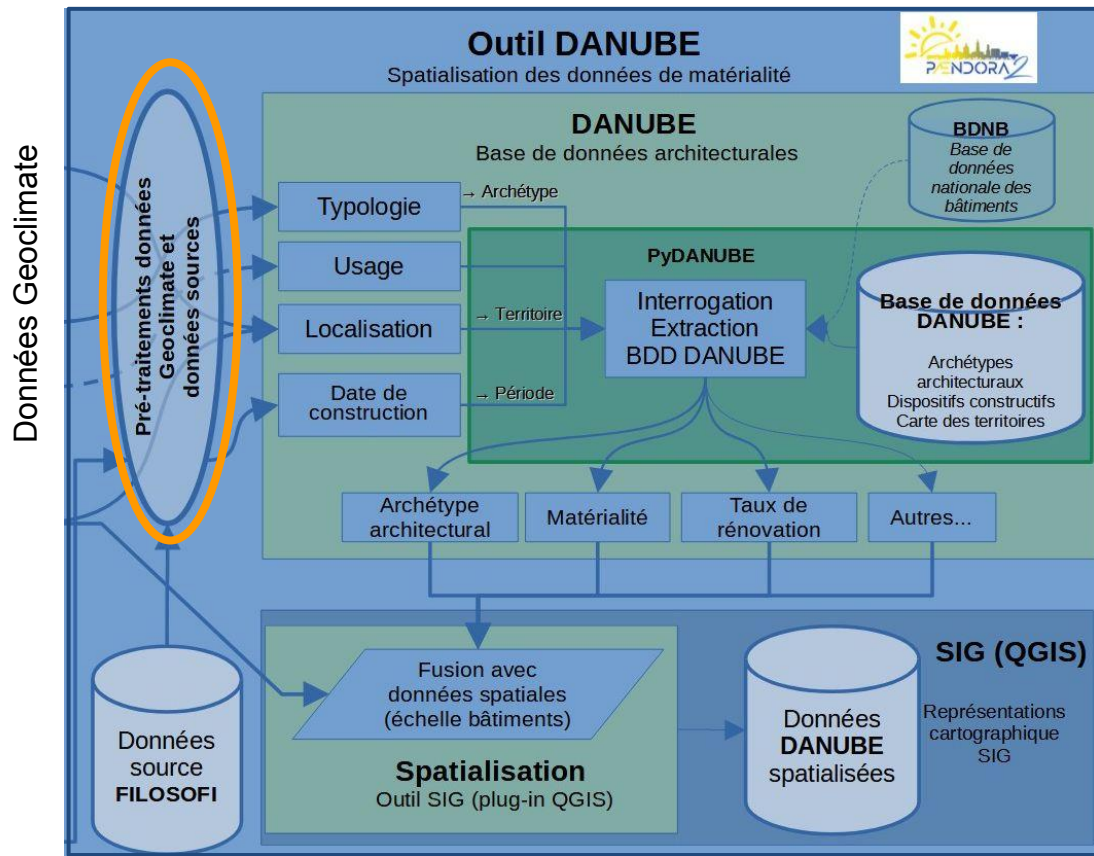 Outil DANUBE
Spatialisation des données de matérialité
PÆNDORA2
Données Geoclimate
Pré-traitements données
Geoclimate et
données sources
DANUBE
Base de données architecturales
BDNB
Base de
données
nationale des
bâtiments
Typologie
→ Archétype
Usage
Localisation
→ Territoire
Date de
construction
→ Période
PyDANUBE
Interrogation
Extraction
BDD DANUBE
Base de données
DANUBE :
Archétypes
architecturaux
Dispositifs constructifs
Carte des territoires
Archétype
architectural
Matérialité
Taux de
rénovation
Autres...
Données
source
FILOSOFI
Fusion avec
données spatiales
(échelle bâtiments)
Spatialisation
Outil SIG (plug-in QGIS)
Données
DANUBE
spatialisées
SIG (QGIS)
Représentations
cartographique
SIG